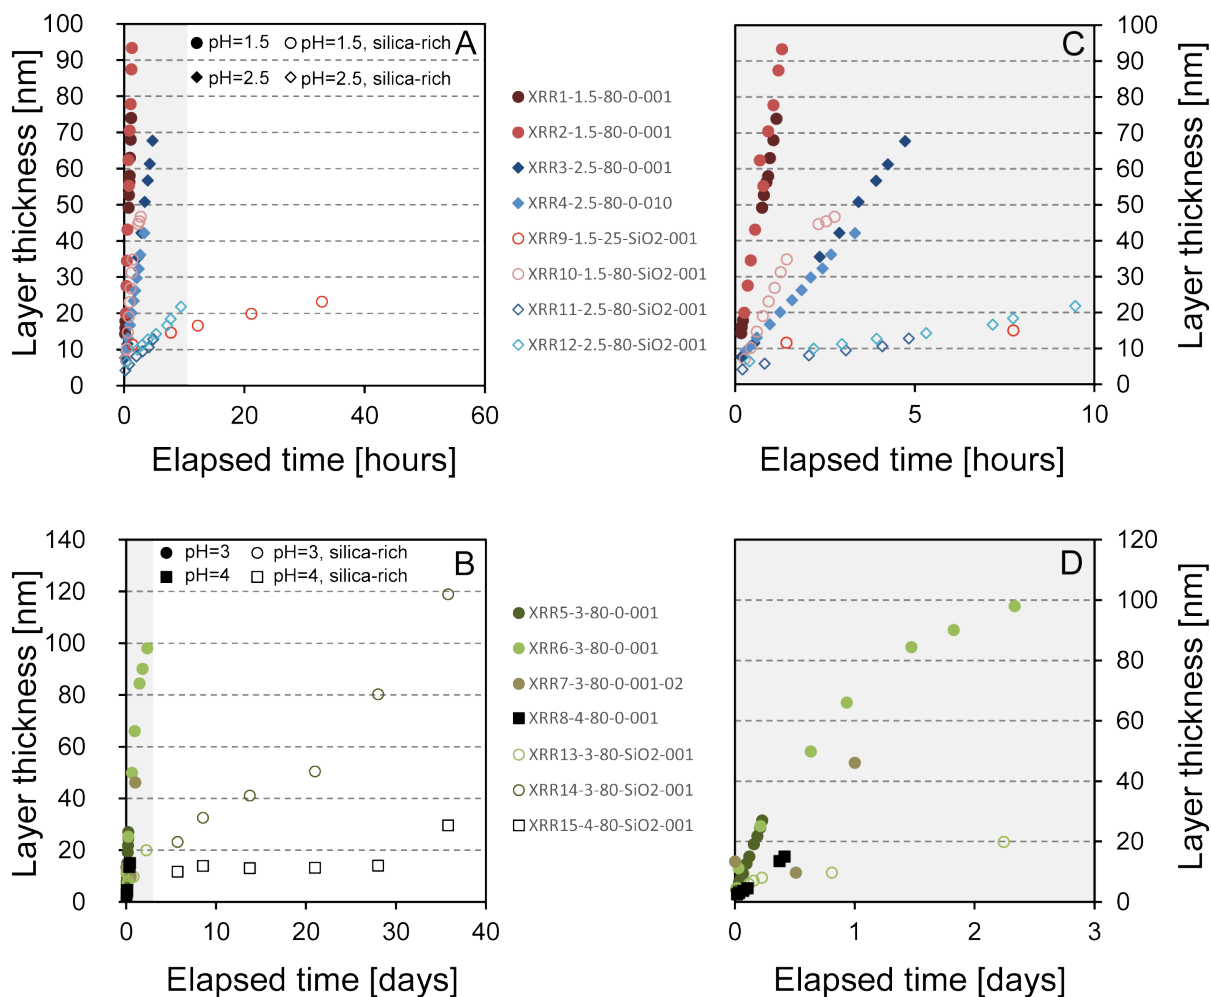 A
pH=1.5
pH=1.5, silica-rich
pH=2.5
pH=2.5, silica-rich
Layer thickness [nm]
100
90
80
70
60
50
40
30
20
10
0
0
20
40
60
Elapsed time [hours]
XRR1-1.5-80-0-001
XRR2-1.5-80-0-001
XRR3-2.5-80-0-001
XRR4-2.5-80-0-010
XRR9-1.5-25-SiO2-001
XRR10-1.5-80-SiO2-001
XRR11-2.5-80-SiO2-001
XRR12-2.5-80-SiO2-001
C
100
90
80
70
60
50
40
30
20
10
0
Layer thickness [nm]
0
5
10
Elapsed time [hours]
B
pH=3
pH=3, silica-rich
pH=4
pH=4, silica-rich
Layer thickness [nm]
140
120
100
80
60
40
20
0
0
10
20
30
40
Elapsed time [days]
XRR5-3-80-0-001
XRR6-3-80-0-001
XRR7-3-80-0-001-02
XRR8-4-80-0-001
XRR13-3-80-SiO2-001
XRR14-3-80-SiO2-001
XRR15-4-80-SiO2-001
D
120
100
80
60
40
20
0
Layer thickness [nm]
0
1
2
3
Elapsed time [days]